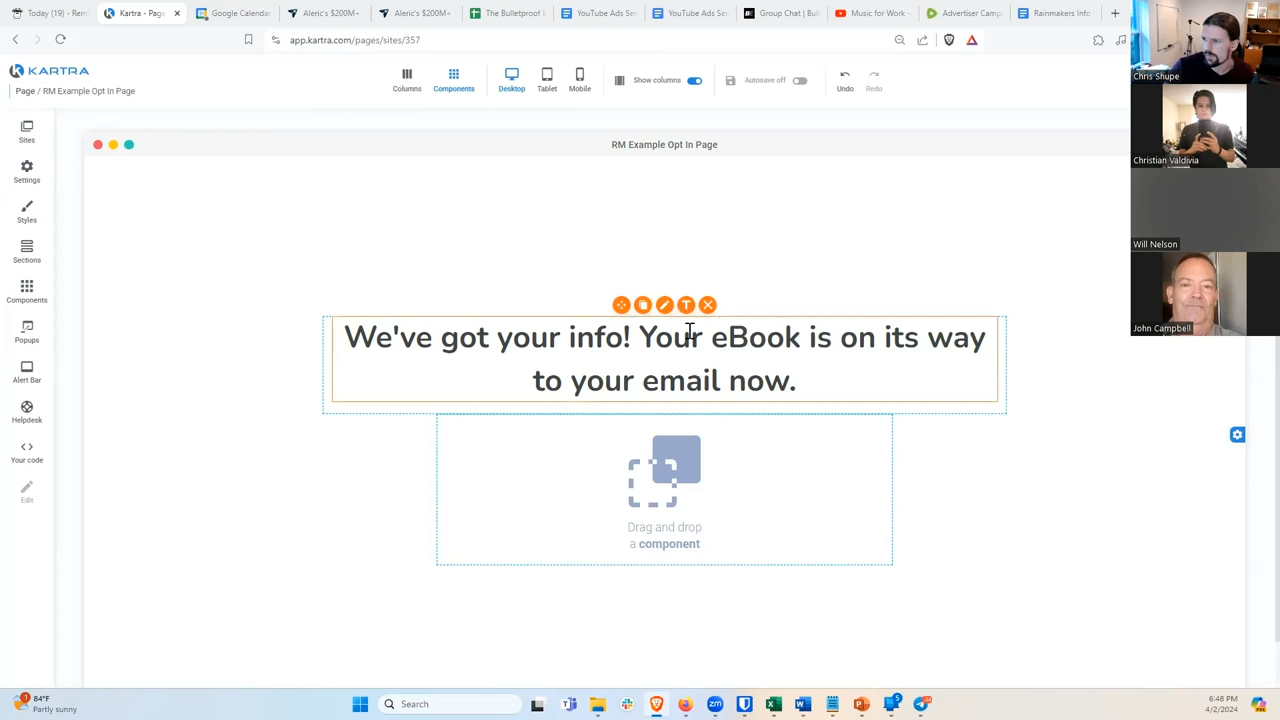 Today (19) - Rem
Kartra - Page
Google Calendar
Aleric's $200M+
Aleric's $200M+
The Bulletproof E
YouTube Ads Ser
YouTube Ads Ser
Group Chat | Bull
Music for Work
Advertiser Camp
Rainmakers Info
app.kartra.com/pages/sites/357
KARTRA
Page / RM Example Opt In Page
Columns
Components
Desktop
Tablet
Mobile
Show columns
Autosave off
Undo
Redo
Sites
Settings
Styles
Sections
Components
Popups
Alert Bar
Helpdesk
Your code
Edit
RM Example Opt In Page
We've got your info! Your eBook is on its way
to your email now.
Drag and drop
a component
Chris Shupe
Christian Valdivia
Will Nelson
John Campbell
1
84°F
Partly sunny
Search
5
6:48 PM
4/2/2024